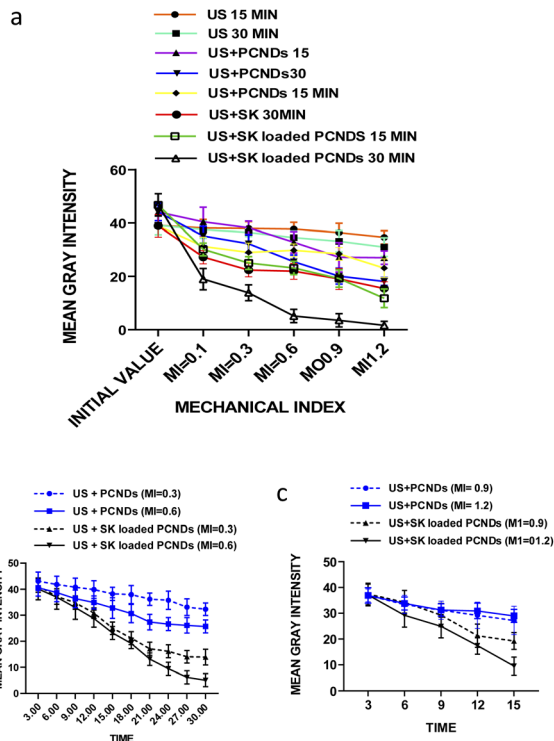 a
US 15 MIN
US 30 MIN
US+PCNDs 15
US+PCNDs30
US+PCNDs 15 MIN
US+SK 30MIN
US+SK loaded PCNDS 15 MIN
US+SK loaded PCNDs 30 MIN
60
40
20
0
MEAN GRAY INTENSITY
INITIAL VALUE
MI=0.1
MI=0.3
MI=0.6
MO0.9
MI1.2
MECHANICAL INDEX
US + PCNDs (MI=0.3)
US + PCNDs (MI=0.6)
US + SK loaded PCNDs (MI=0.3)
US + SK loaded PCNDs (MI=0.6)
50
40
30
20
10
0
MEAN GRAY INTENSITY
3.00
6.00
9.00
12.00
15.00
18.00
21.00
24.00
27.00
30.00
TIME
c
US+PCNDs (MI= 0.9)
US+PCNDs (MI= 1.2)
US+SK loaded PCNDs (M1=0.9)
US+SK loaded PCNDs (M1=01.2)
50
40
30
20
10
0
MEAN GRAY INTENSITY
3
6
9
12
15
TIME